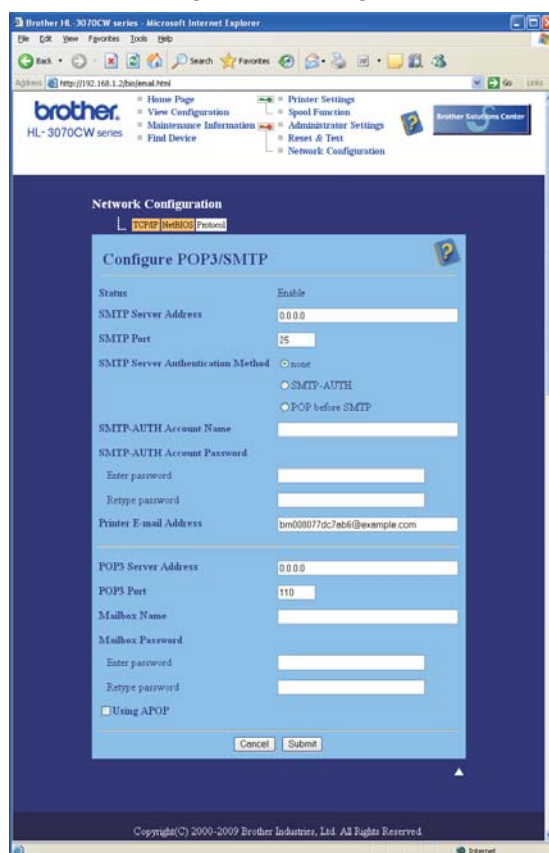 Brother HL-3070CW series - Microsoft Internet Explorer
File Edit View Favorites Tools Help
Back Search Favorites
Address http://192.168.1.2/bio/email.html Go Links
brother
HL-3070CW series
Home Page
View Configuration
Maintenance Information
Find Device
Printer Settings
Spool Function
Administrator Settings
Reset & Test
Network Configuration
Brother Solutions Center
Network Configuration
TCP/IP NetBIOS Protocol
Configure POP3/SMTP
Status Enable
SMTP Server Address 0.0.0.0
SMTP Port 25
SMTP Server Authentication Method none
SMTP-AUTH
POP before SMTP
SMTP-AUTH Account Name
SMTP-AUTH Account Password
Enter password
Retype password
Printer E-mail Address brn008077dc7ab6@example.com
POP3 Server Address 0.0.0.0
POP3 Port 110
Mailbox Name
Mailbox Password
Enter password
Retype password
Using APOP
Cancel Submit
Copyright(C) 2000-2009 Brother Industries, Ltd. All Rights Reserved.
Internet